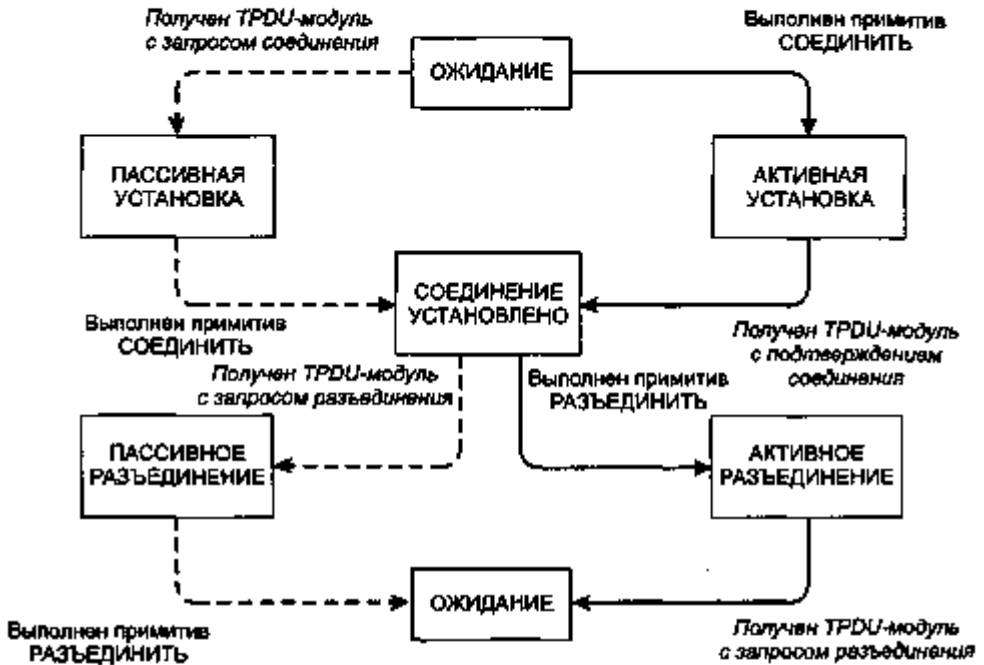 Получен TPDU-модуль
с запросом соединения
Выполнен примитив
СОЕДИНИТЬ
ОЖИДАНИЕ
ПАССИВНАЯ
УСТАНОВКА
АКТИВНАЯ
УСТАНОВКА
СОЕДИНЕНИЕ
УСТАНОВЛЕНО
Выполнен примитив
СОЕДИНИТЬ
Получен TPDU-модуль
с подтверждением
соединения
Получен TPDU-модуль
с запросом разъединения
Выполнен примитив
РАЗЪЕДИНИТЬ
ПАССИВНОЕ
РАЗЪЕДИНЕНИЕ
АКТИВНОЕ
РАЗЪЕДИНЕНИЕ
ОЖИДАНИЕ
Выполнен примитив
РАЗЪЕДИНИТЬ
Получен TPDU-модуль
с запросом разъединения